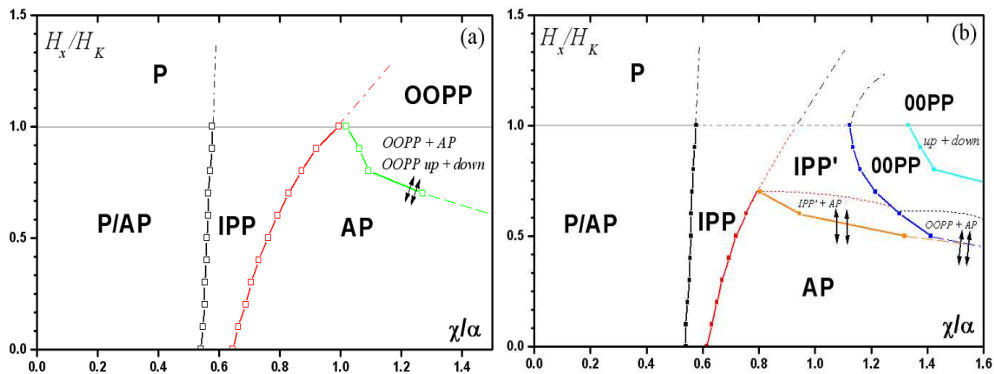 H_x/H_K
(a)
P
OOPP
OOPP + AP
OOPP up + down
P/AP
IPP
AP
χ/α
1.5
1.0
0.5
0.0
0.0 0.2 0.4 0.6 0.8 1.0 1.2 1.4
H_x/H_K
(b)
P
00PP
up + down
IPP'
00PP
IPP' + AP
OOPP + AP
P/AP
IPP
AP
χ/α
1.5
1.0
0.5
0.0
0.0 0.2 0.4 0.6 0.8 1.0 1.2 1.4 1.6